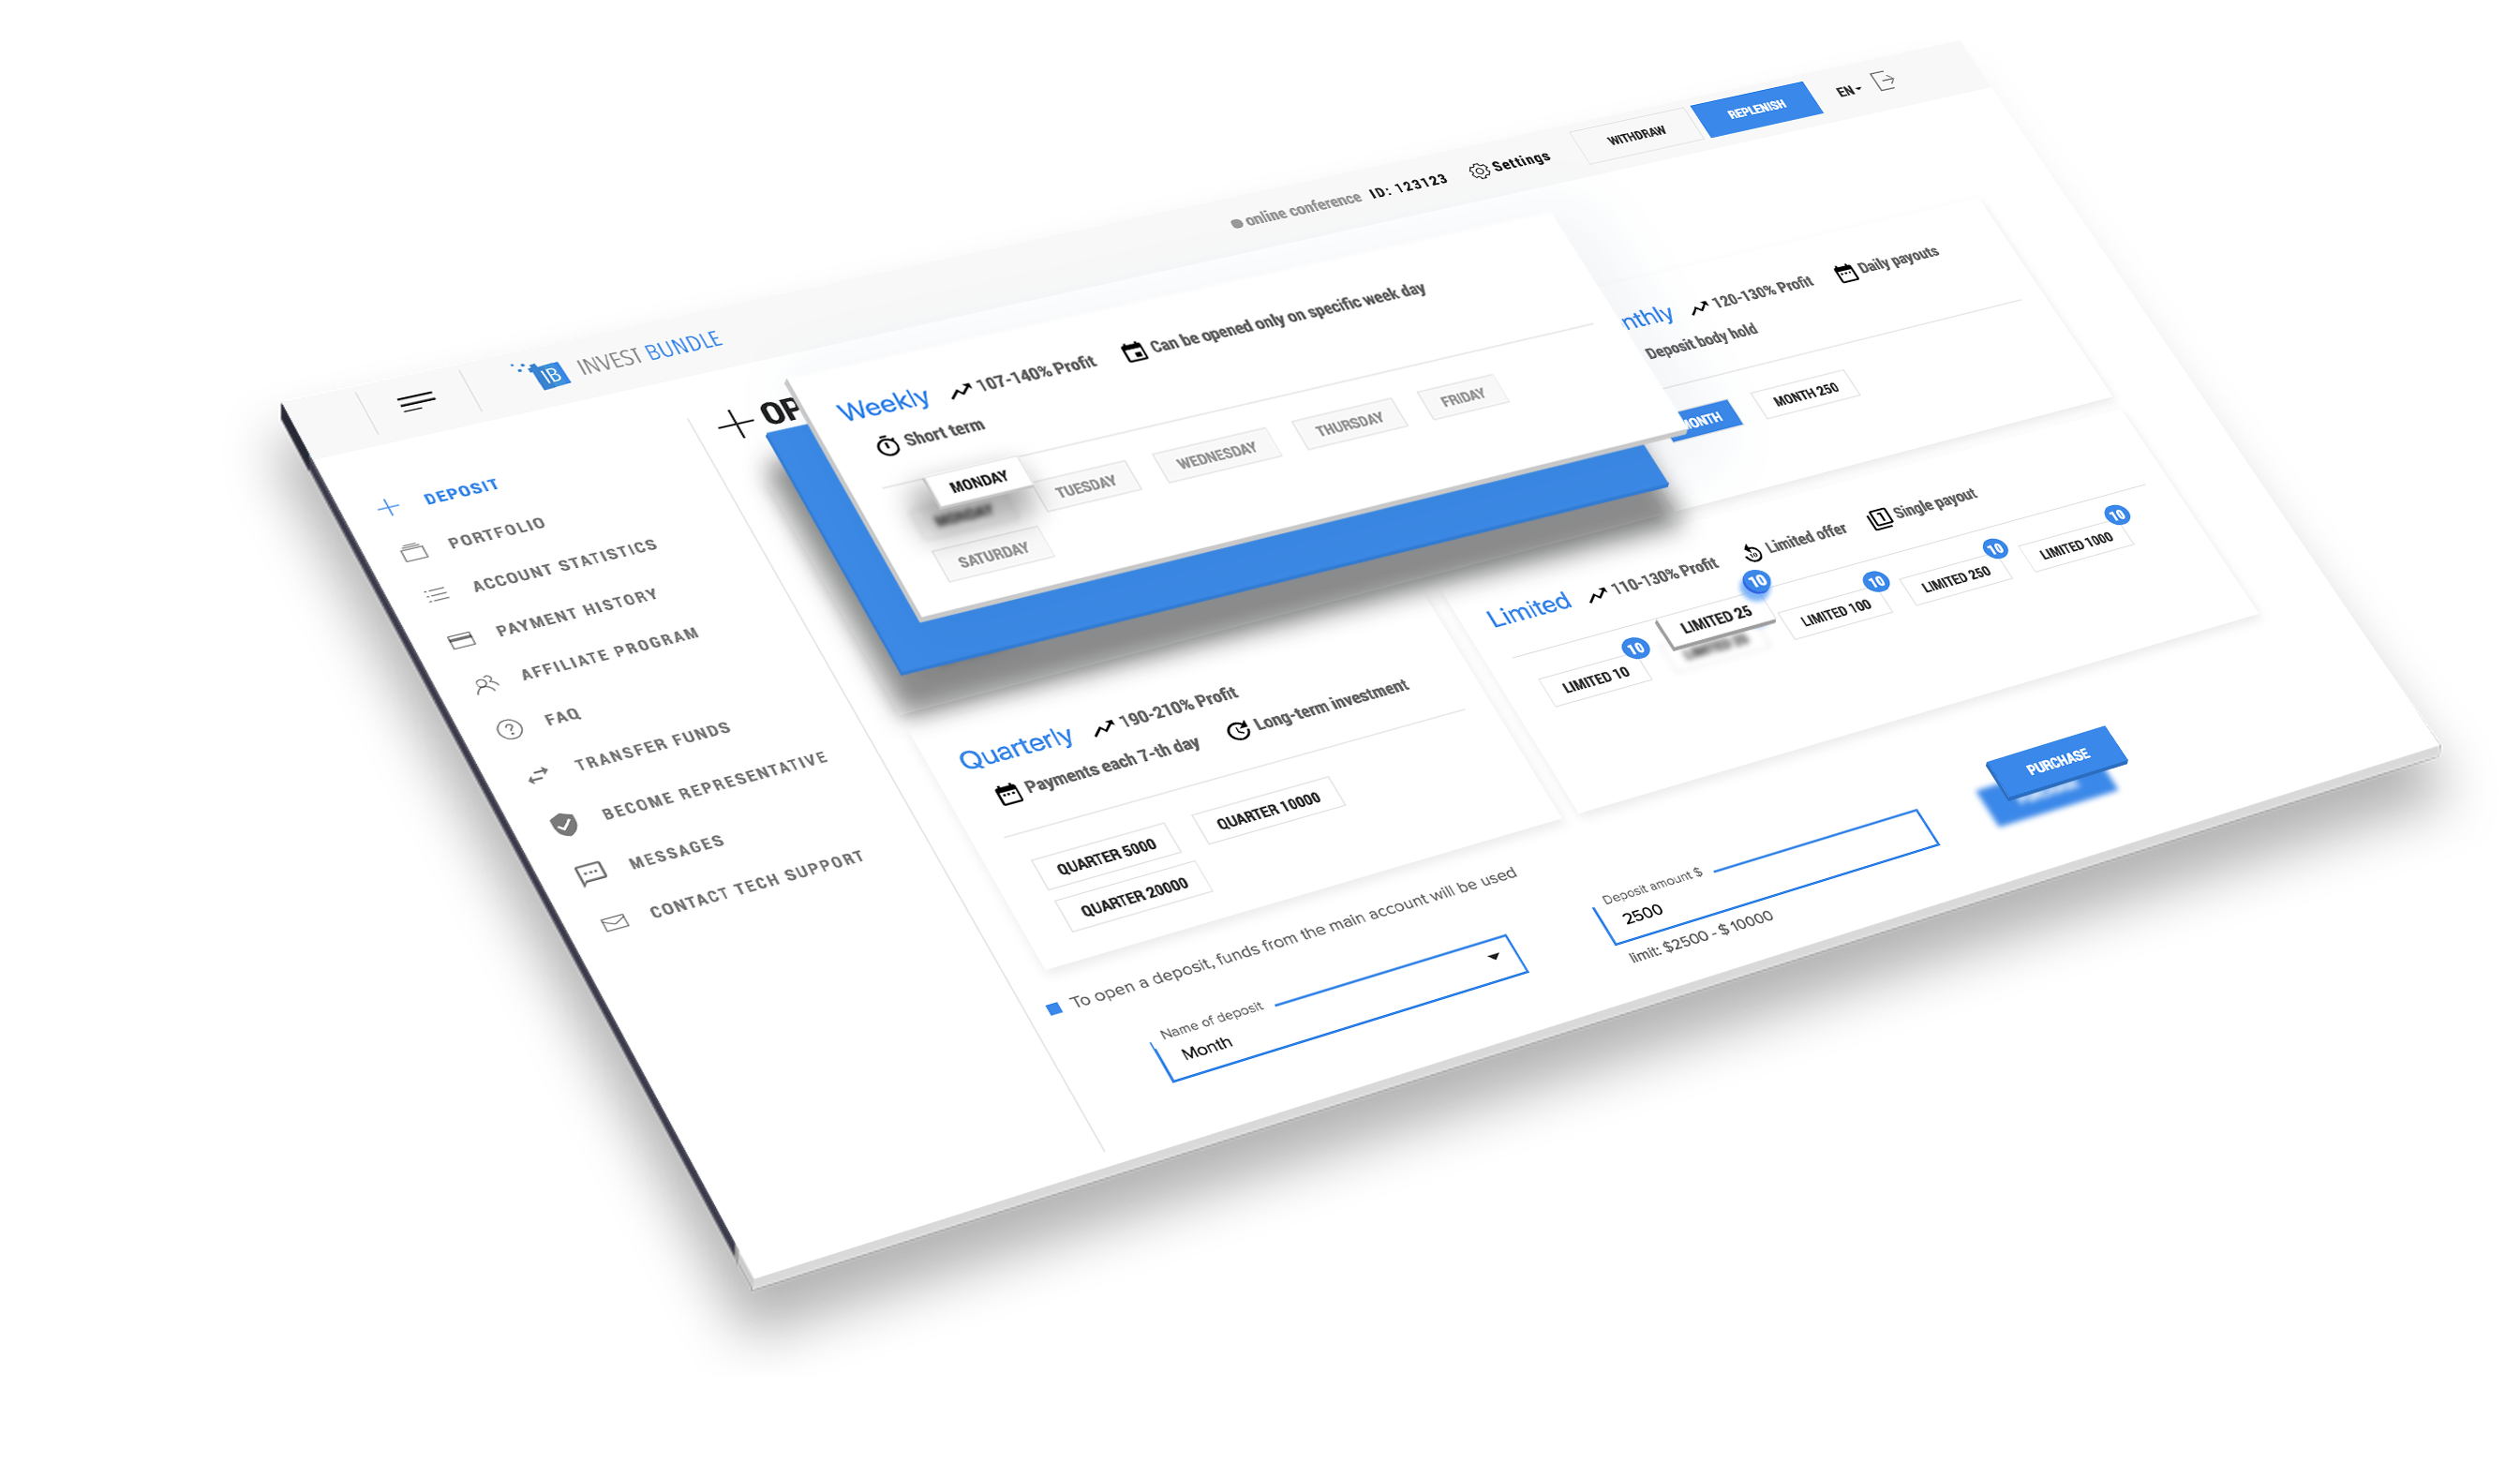 INVEST BUNDLE
online conference
ID: 123123
Settings
WITHDRAW
REPLENISH
EN
DEPOSIT
PORTFOLIO
ACCOUNT STATISTICS
PAYMENT HISTORY
AFFILIATE PROGRAM
FAQ
TRANSFER FUNDS
BECOME REPRESENTATIVE
MESSAGES
CONTACT TECH SUPPORT
OP
Weekly
107-140% Profit
Can be opened only on specific week day
Short term
MONDAY
TUESDAY
WEDNESDAY
THURSDAY
FRIDAY
SATURDAY
nthly
120-130% Profit
Daily payouts
Deposit body hold
MONTH
MONTH 250
Quarterly
190-210% Profit
Payments each 7-th day
Long-term investment
QUARTER 5000
QUARTER 10000
QUARTER 20000
Limited
110-130% Profit
Limited offer
Single payout
LIMITED 10
10
LIMITED 25
10
LIMITED 100
10
LIMITED 250
10
LIMITED 1000
10
To open a deposit, funds from the main account will be used
Name of deposit
Month
Deposit amount $
2500
limit: $2500 - $ 10000
PURCHASE